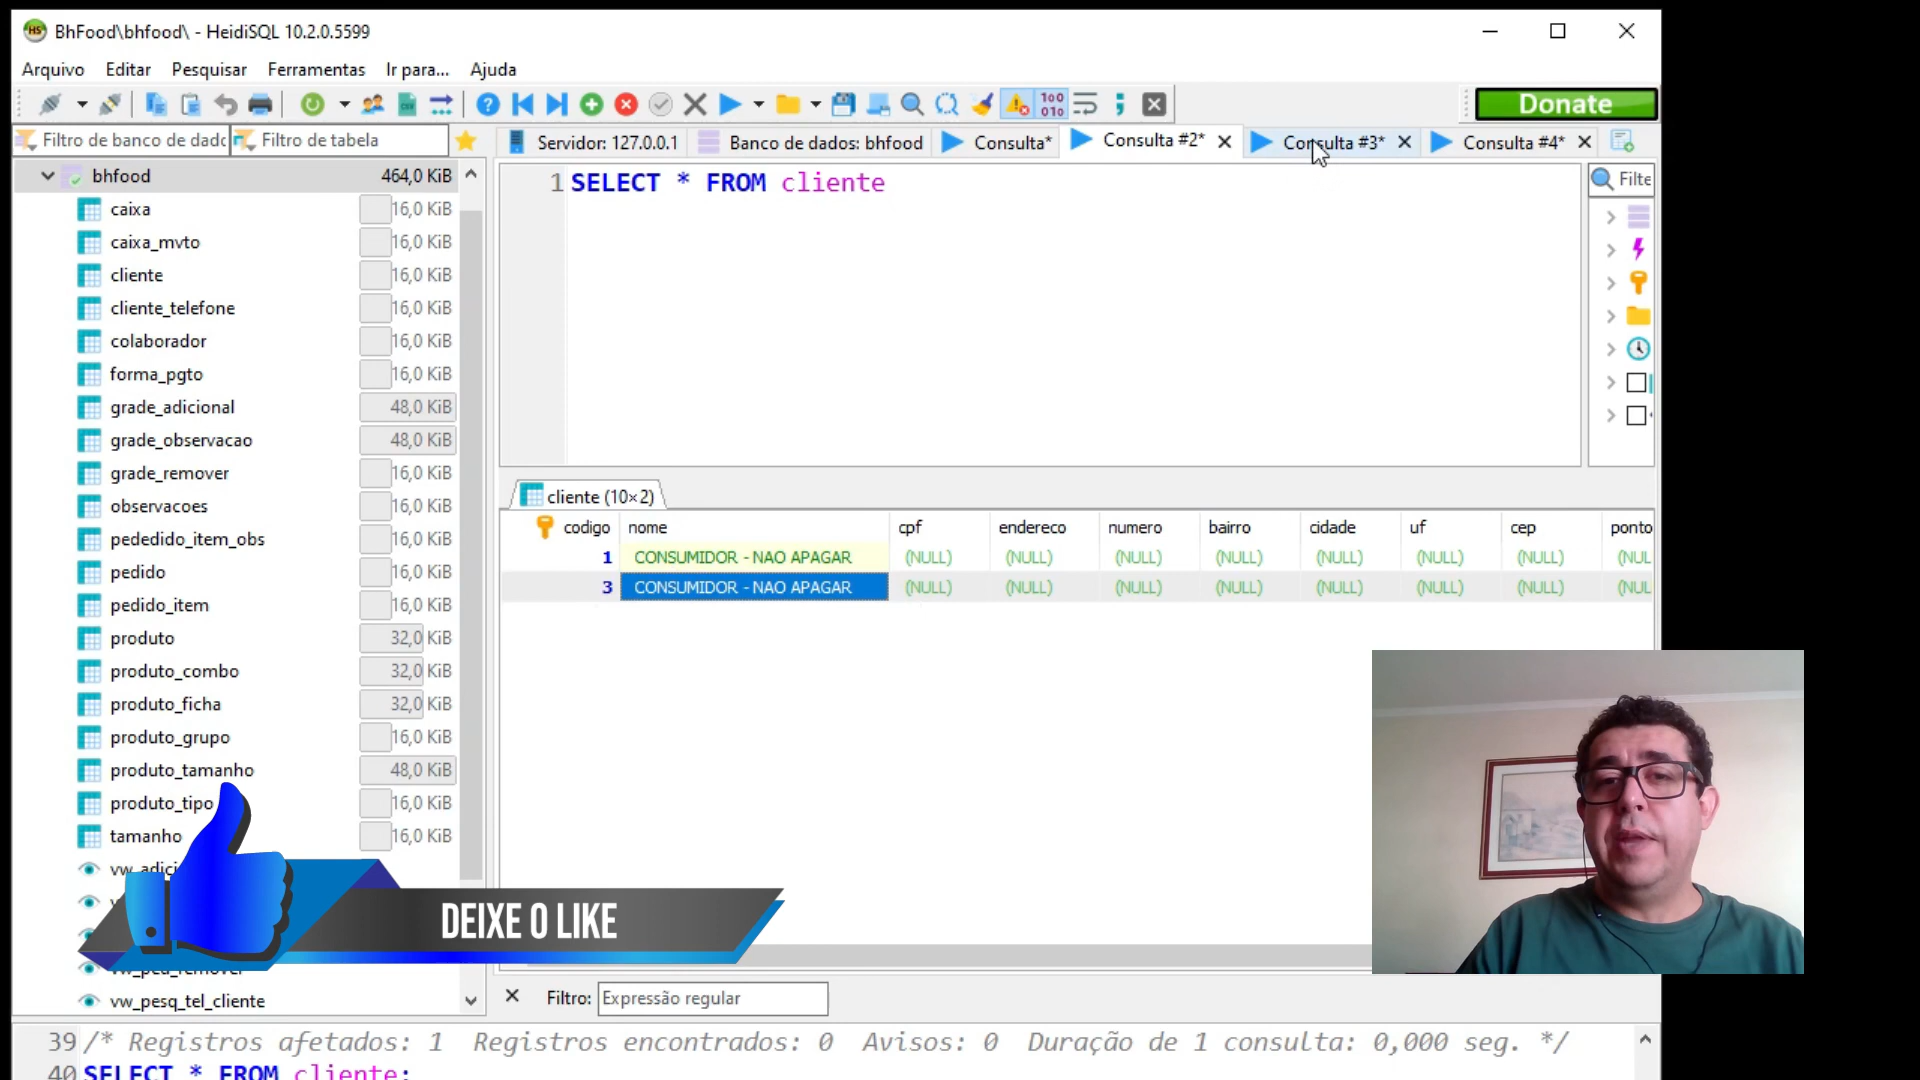 HS BhFood\bhfood\ - HeidiSQL 10.2.0.5599
Arquivo Editar Pesquisar Ferramentas Ir para... Ajuda
Donate
Filtro de banco de dadc Filtro de tabela
Servidor: 127.0.0.1 Banco de dados: bhfood Consulta* Consulta #2* Consulta #3* Consulta #4*
bhfood 464,0 KiB
caixa 16,0 KiB
caixa_mvto 16,0 KiB
cliente 16,0 KiB
cliente_telefone 16,0 KiB
colaborador 16,0 KiB
forma_pgto 16,0 KiB
grade_adicional 48,0 KiB
grade_observacao 48,0 KiB
grade_remover 16,0 KiB
observacoes 16,0 KiB
pededido_item_obs 16,0 KiB
pedido 16,0 KiB
pedido_item 16,0 KiB
produto 32,0 KiB
produto_combo 32,0 KiB
produto_ficha 32,0 KiB
produto_grupo 16,0 KiB
produto_tamanho 48,0 KiB
produto_tipo 16,0 KiB
tamanho 16,0 KiB
vw_adici
vw_ped_remover
vw_pesq_tel_cliente
1 SELECT * FROM cliente
Filte
cliente (10×2)
codigo nome cpf endereco numero bairro cidade uf cep ponto
1 CONSUMIDOR - NAO APAGAR (NULL) (NULL) (NULL) (NULL) (NULL) (NULL) (NULL) (NUL
3 CONSUMIDOR - NAO APAGAR (NULL) (NULL) (NULL) (NULL) (NULL) (NULL) (NULL) (NUL
DEIXE O LIKE
Filtro: Expressão regular
39 /* Registros afetados: 1 Registros encontrados: 0 Avisos: 0 Duração de 1 consulta: 0,000 seg. */
40 SELECT * FROM cliente;